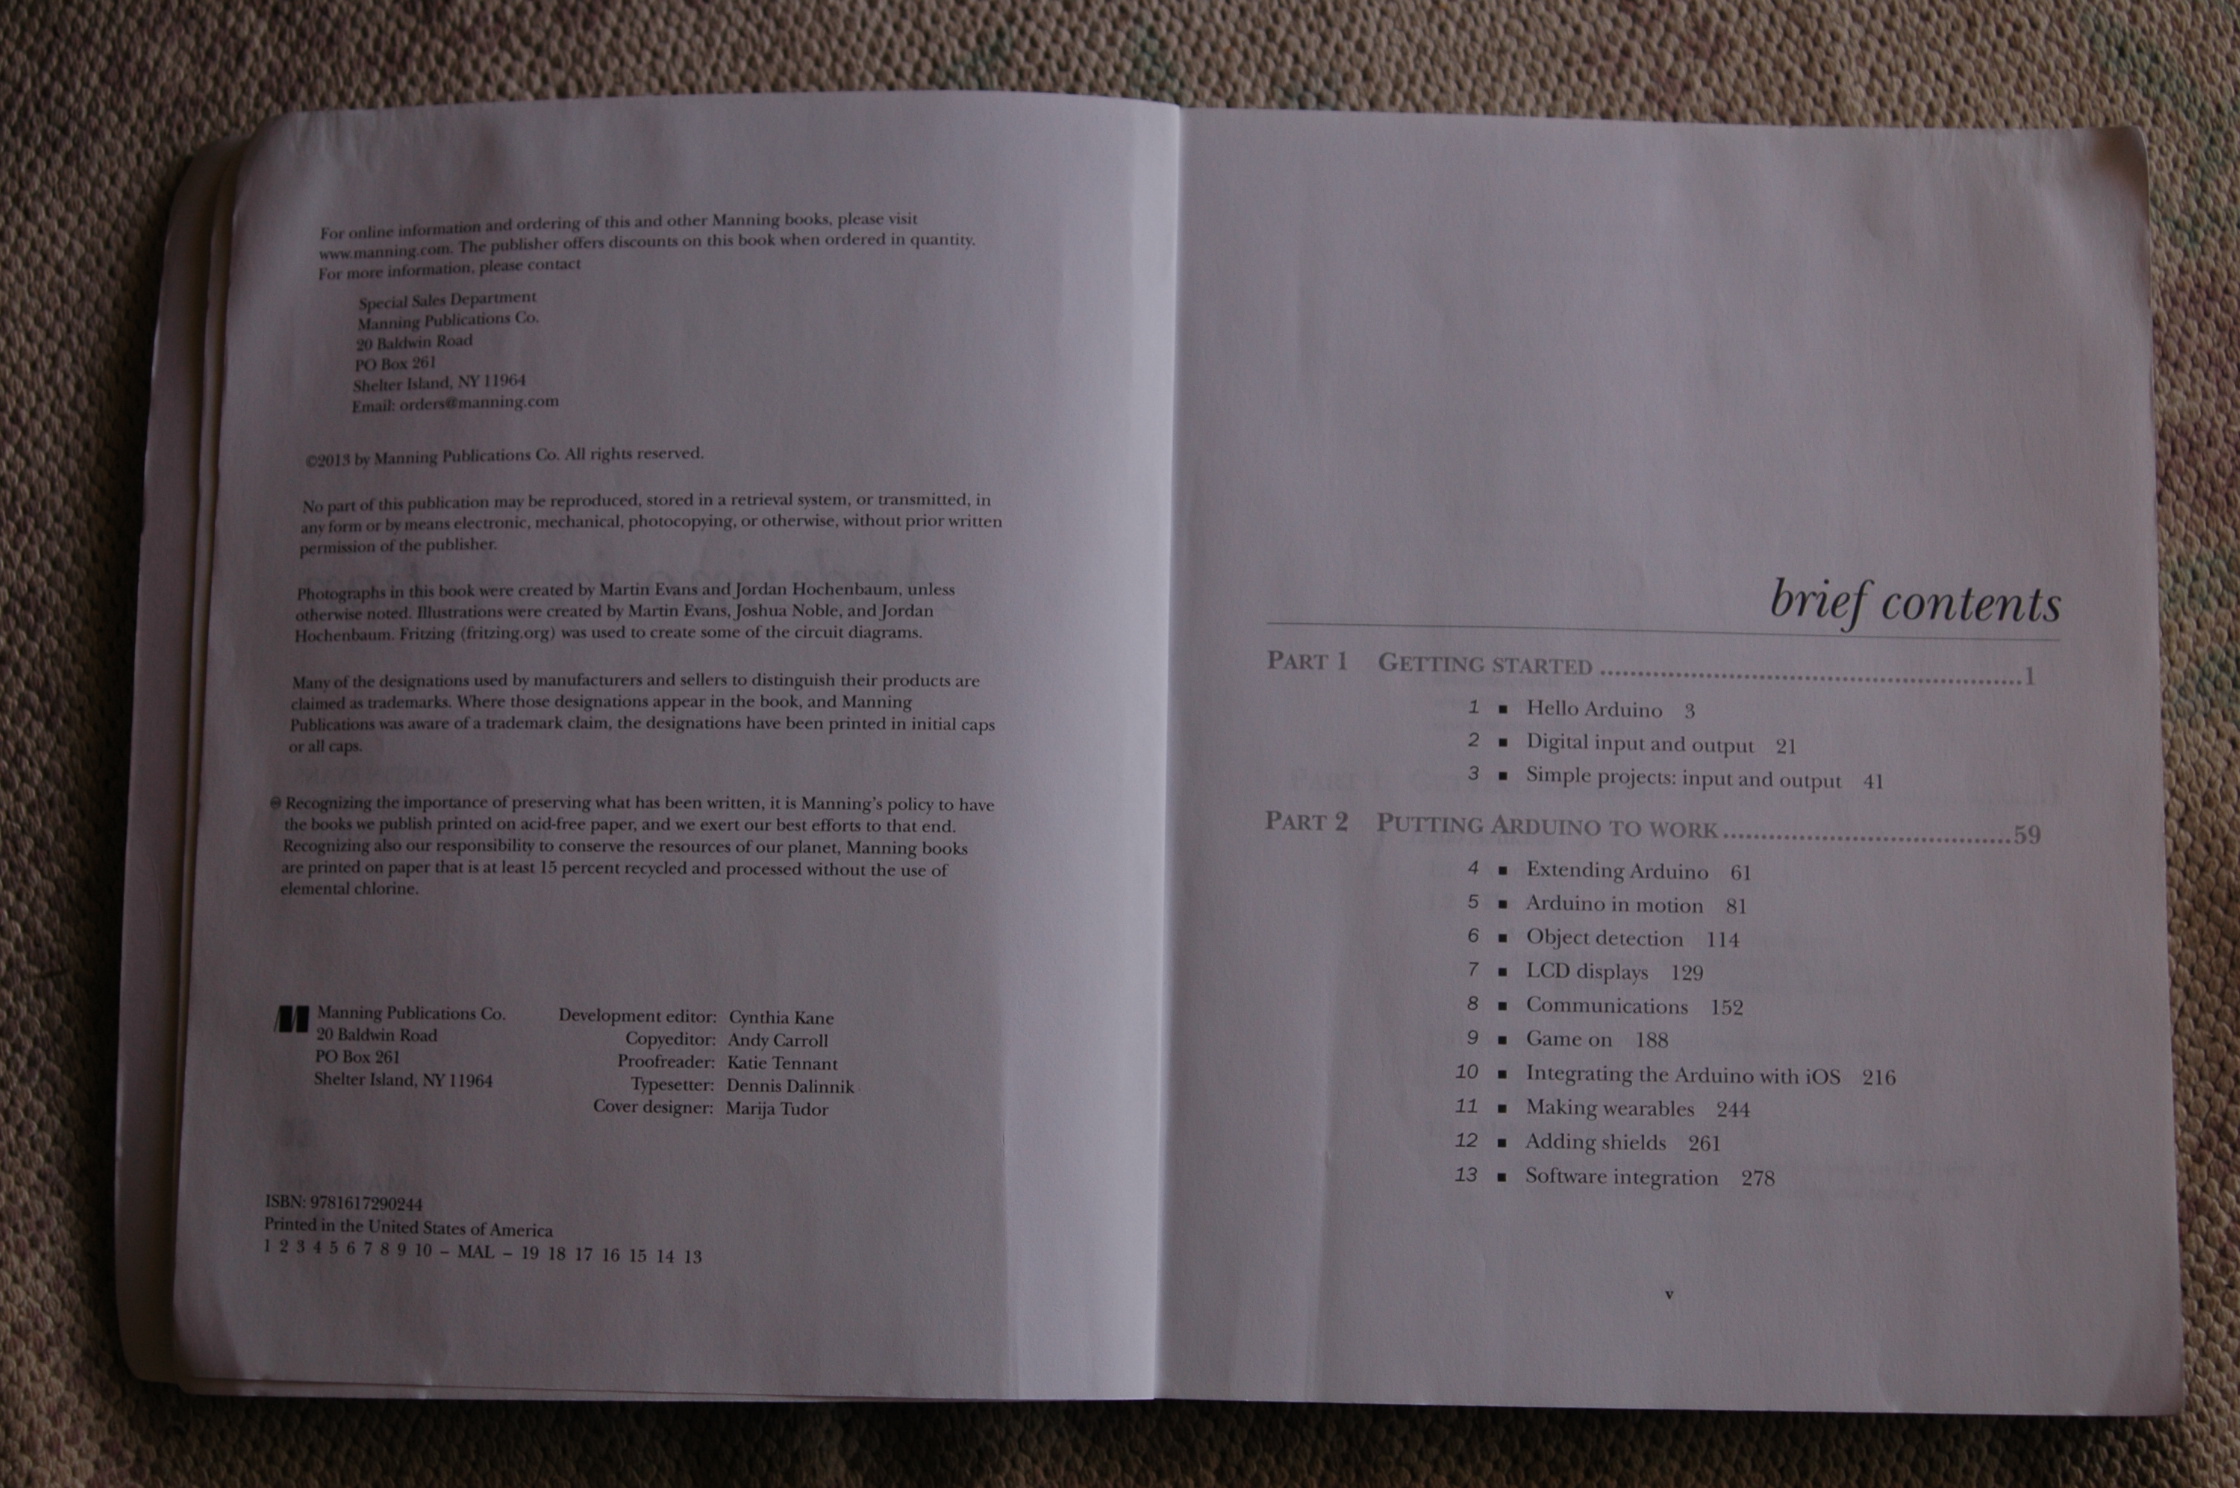 For online information and ordering of this and other Manning books, please visit
www.manning.com. The publisher offers discounts on this book when ordered in quantity.
For more information, please contact
Special Sales Department
Manning Publications Co.
20 Baldwin Road
PO Box 261
Shelter Island, NY 11964
Email: orders@manning.com
©2013 by Manning Publications Co. All rights reserved.
No part of this publication may be reproduced, stored in a retrieval system, or transmitted, in
any form or by means electronic, mechanical, photocopying, or otherwise, without prior written
permission of the publisher.
Photographs in this book were created by Martin Evans and Jordan Hochenbaum, unless
otherwise noted. Illustrations were created by Martin Evans, Joshua Noble, and Jordan
Hochenbaum. Fritzing (fritzing.org) was used to create some of the circuit diagrams.
Many of the designations used by manufacturers and sellers to distinguish their products are
claimed as trademarks. Where those designations appear in the book, and Manning
Publications was aware of a trademark claim, the designations have been printed in initial caps
or all caps.
Recognizing the importance of preserving what has been written, it is Manning's policy to have
the books we publish printed on acid-free paper, and we exert our best efforts to that end.
Recognizing also our responsibility to conserve the resources of our planet, Manning books
are printed on paper that is at least 15 percent recycled and processed without the use of
elemental chlorine.
Manning Publications Co.
20 Baldwin Road
PO Box 261
Shelter Island, NY 11964
Development editor: Cynthia Kane
Copyeditor: Andy Carroll
Proofreader: Katie Tennant
Typesetter: Dennis Dalinnik
Cover designer: Marija Tudor
ISBN: 9781617290244
Printed in the United States of America
1 2 3 4 5 6 7 8 9 10 – MAL – 19 18 17 16 15 14 13
brief contents
PART 1 GETTING STARTED ......................................................1
1 ■ Hello Arduino 3
2 ■ Digital input and output 21
3 ■ Simple projects: input and output 41
PART 2 PUTTING ARDUINO TO WORK.....................................59
4 ■ Extending Arduino 61
5 ■ Arduino in motion 81
6 ■ Object detection 114
7 ■ LCD displays 129
8 ■ Communications 152
9 ■ Game on 188
10 ■ Integrating the Arduino with iOS 216
11 ■ Making wearables 244
12 ■ Adding shields 261
13 ■ Software integration 278
v